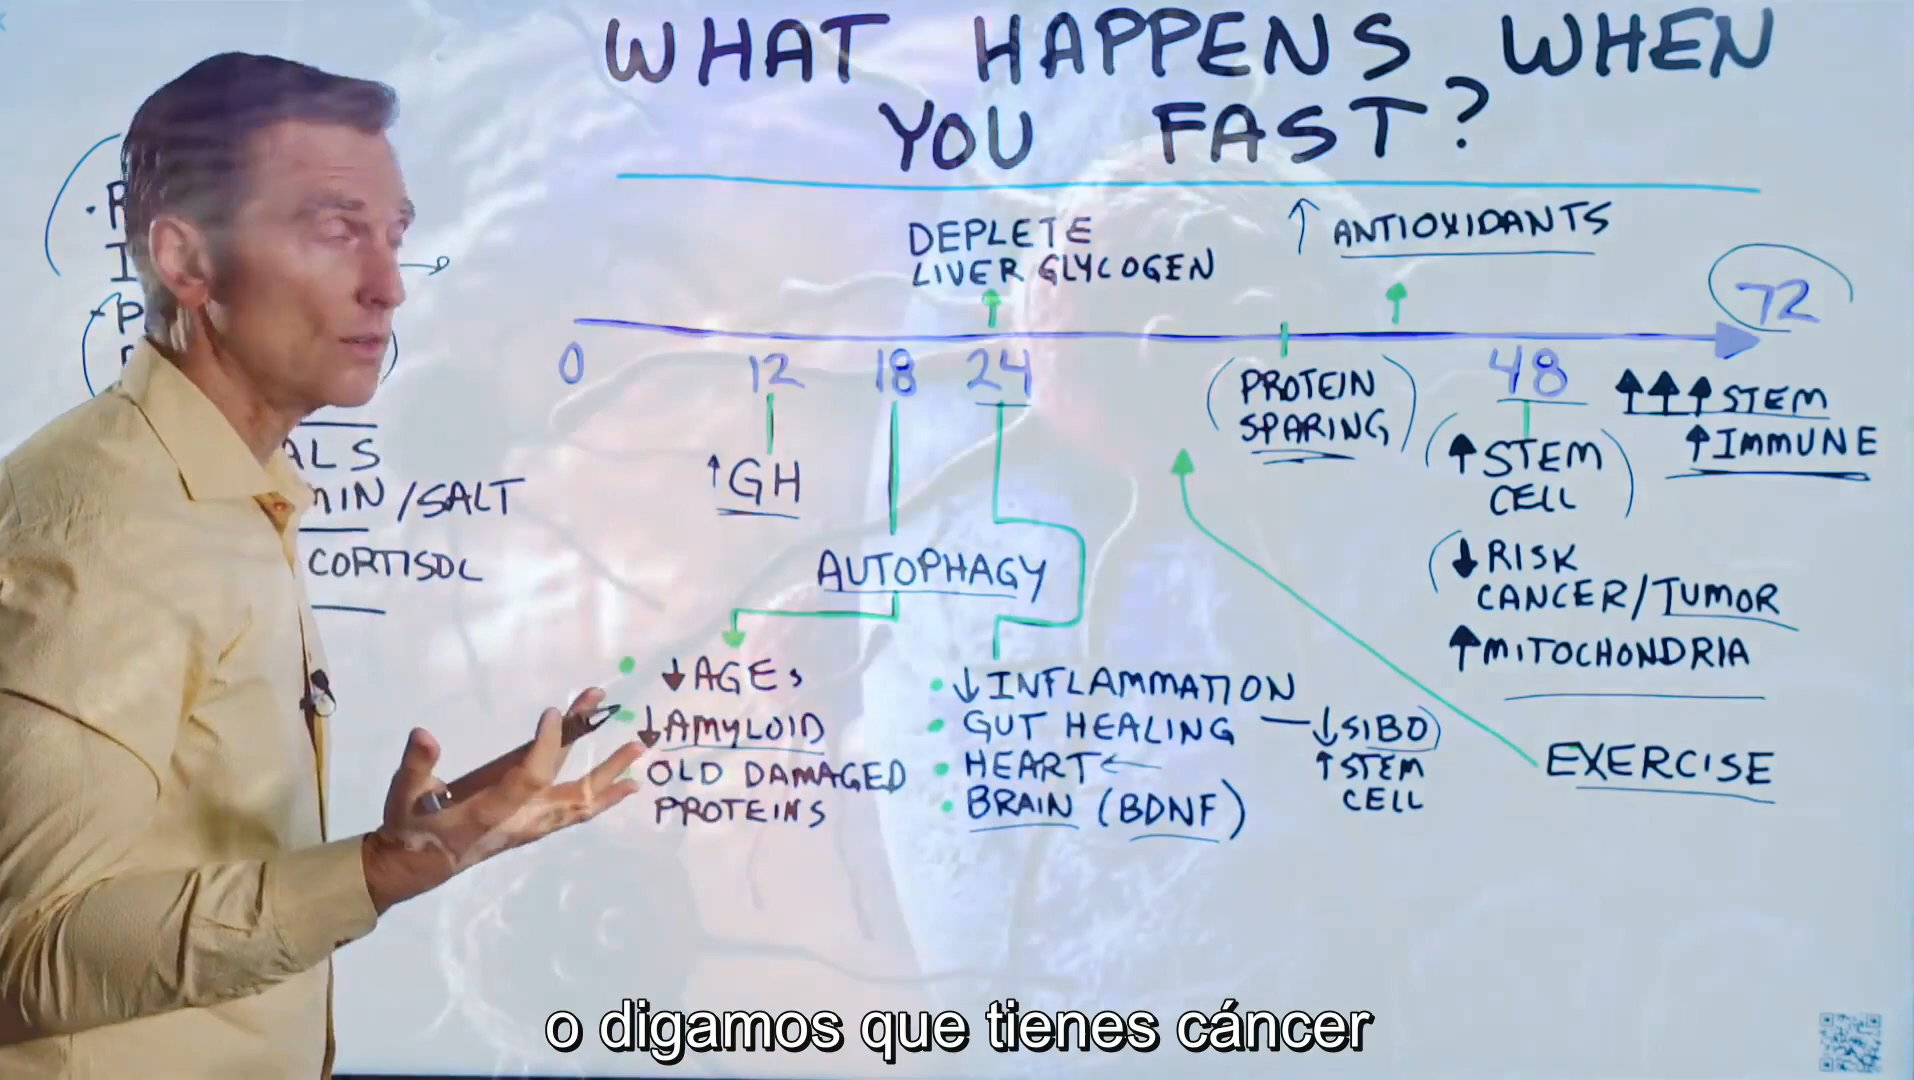 WHAT HAPPENS WHEN
YOU FAST?
DEPLETE
LIVER GLYCOGEN
↑ ANTIOXIDANTS
72
0
12
18
24
48
PROTEIN
SPARING
↑↑↑ STEM
↑ IMMUNE
↑ STEM
CELL
↑GH
AUTOPHAGY
↓ RISK
CANCER/TUMOR
↑ MITOCHONDRIA
↓ AGEs
↓ AMYLOID
OLD DAMAGED
PROTEINS
↓ INFLAMMATION
GUT HEALING — ↓SIBO
↑ STEM
CELL
HEART ←
BRAIN (BDNF)
EXERCISE
/SALT
CORTISOL
o digamos que tienes cáncer